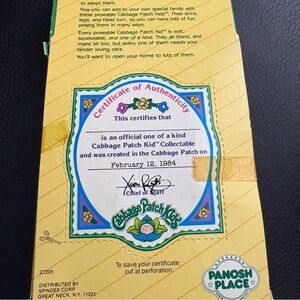 to adopt them.
Now you can add to your own special family with
these poseable Cabbage Patch Kids™. Their arms,
legs, and head turn, so you can have lots of fun
posing them in many ways.
Every poseable Cabbage Patch Kid™ is soft,
squeezable, and one of a kind. They all stand, and
many sit too, but every one of them needs your
tender loving care.
You'll want to open your home to lots of them.
Certificate of Authenticity
This certifies that
is an official one of a kind
Cabbage Patch Kid™ Collectable
and was created in the Cabbage Patch on
February 12, 1984
Chief of Staff
Cabbage Patch Kids
To save your certificate:
cut at perforation.
27201
DISTRIBUTED BY
SPINDEX CORP.
GREAT NECK, N.Y. 11023
PANOSH
PLACE